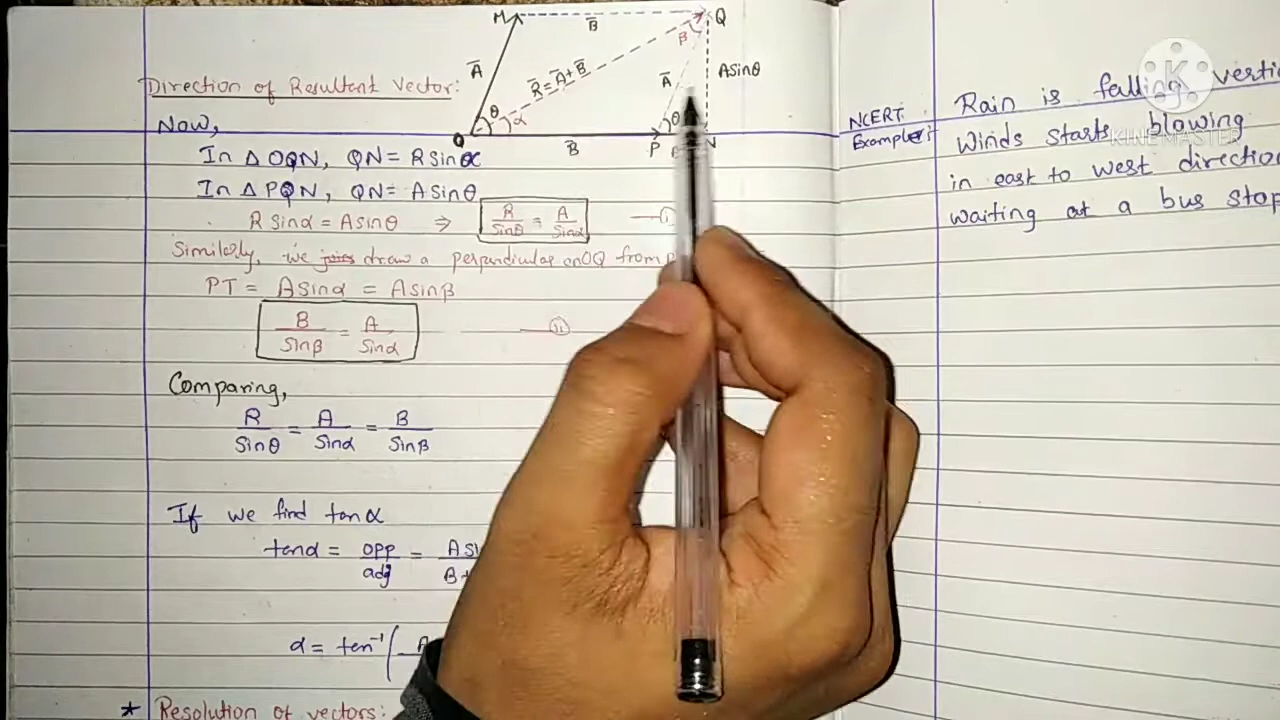 M
B
Q
β
A
R = A + B
A
Asinθ
Direction of Resultant Vector:
θ
α
θ
O
B
P
N
Now,
In Δ OQN, QN = R Sinα
In Δ PQN, QN = A Sinθ
R sinα = A sinθ ⇒ R/Sinθ = A/Sinα
Similarly, we draw a perpendicular on OQ from
PT = A sinα = A sinβ
B/Sinβ = A/Sinα — (ii)
Comparing,
R/Sinθ = A/Sinα = B/Sinβ
If we find tanα
tanα = opp/adj =
α = tan⁻¹(
* Resolution of vectors:
NCERT
Example:
Rain is falling
Winds starts blowing
in east to west
waiting at a bus stop
K
KINEMASTER